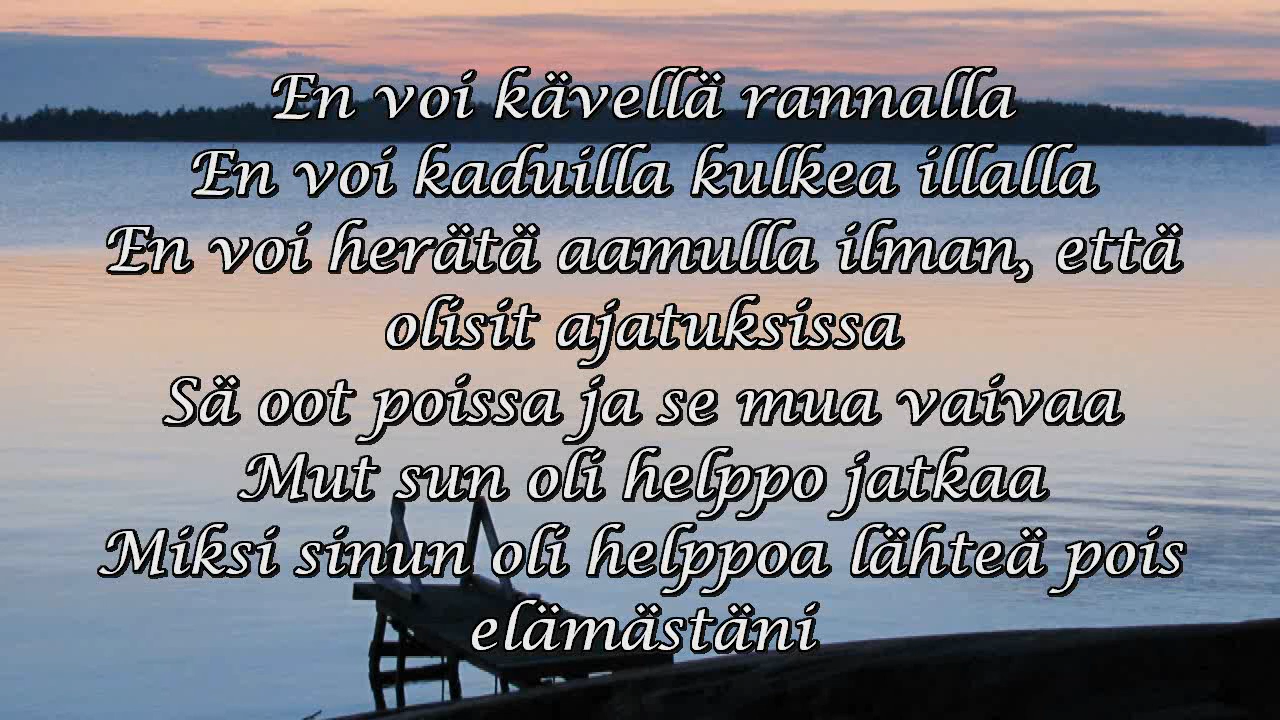 En voi kävellä rannalla
En voi kaduilla kulkea illalla
En voi herätä aamulla ilman, että
olisit ajatuksissa
Sä oot poissa ja se mua vaivaa
Mut sun oli helppo jatkaa
Miksi sinun oli helppoa lähteä pois
elämästäni